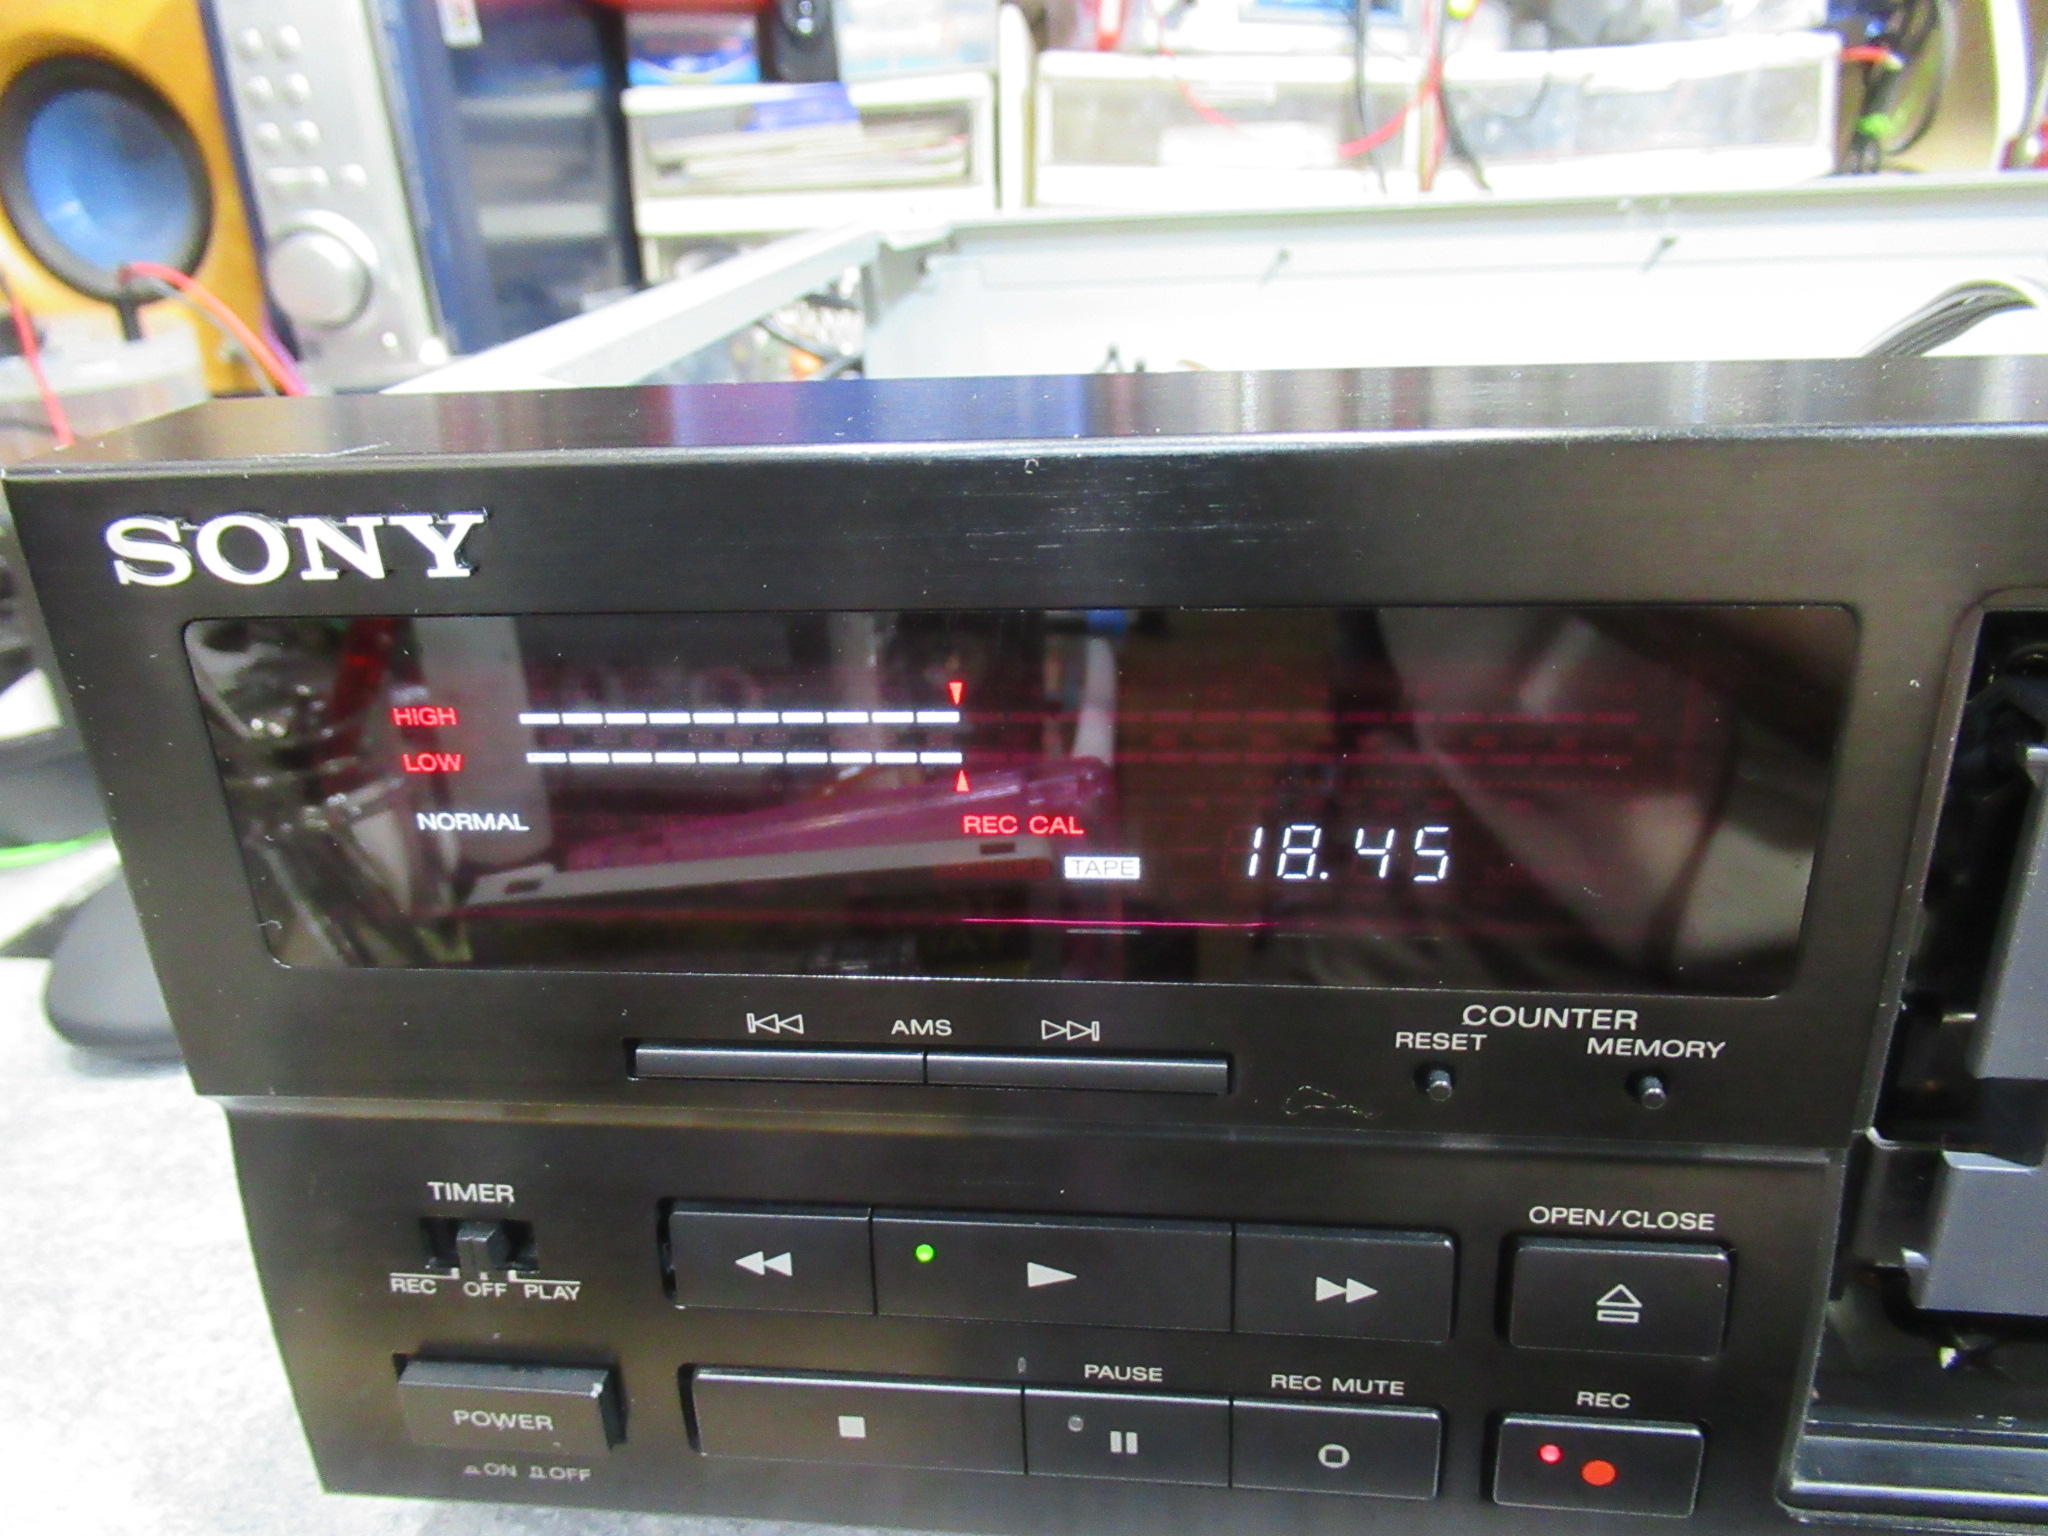 SONY
HIGH
LOW
NORMAL
REC CAL
TAPE
18.45
AMS
COUNTER
RESET
MEMORY
TIMER
REC OFF PLAY
OPEN/CLOSE
POWER
ON OFF
PAUSE
REC MUTE
REC